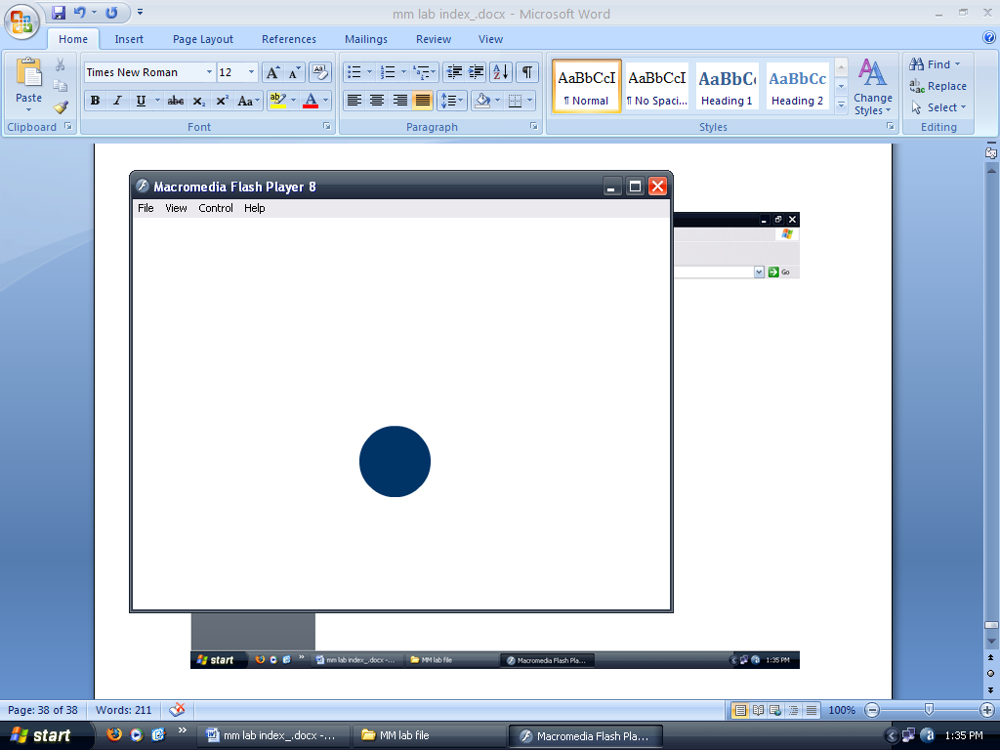 mm lab index_.docx - Microsoft Word
Home Insert Page Layout References Mailings Review View
Paste
Clipboard
Times New Roman 12
B I U abc x₂ x² Aa ab A
Font
Paragraph
AaBbCcI AaBbCcI AaBbCc AaBbCc
¶ Normal ¶ No Spaci... Heading 1 Heading 2
Change Styles
Styles
Find
Replace
Select
Editing
Macromedia Flash Player 8
File View Control Help
Go
start mm lab index_.docx -... MM lab file Macromedia Flash Pla... 1:35 PM
Page: 38 of 38 Words: 211 100%
start mm lab index_.docx -... MM lab file Macromedia Flash Pla... 1:35 PM